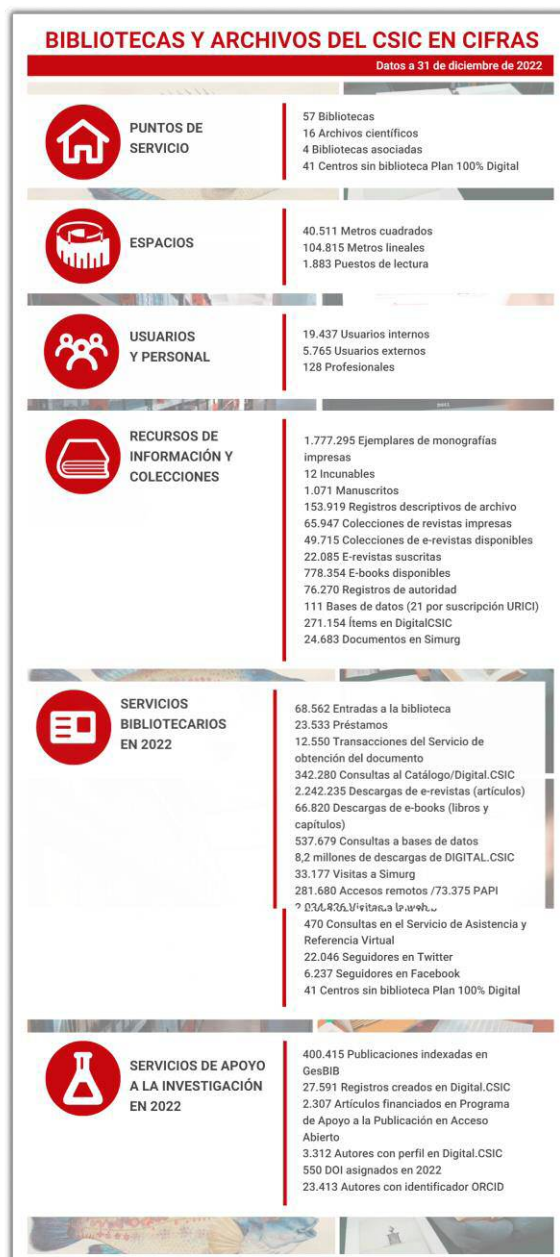 BIBLIOTECAS Y ARCHIVOS DEL CSIC EN CIFRAS
Datos a 31 de diciembre de 2022
PUNTOS DE
SERVICIO
57 Bibliotecas
16 Archivos científicos
4 Bibliotecas asociadas
41 Centros sin biblioteca Plan 100% Digital
ESPACIOS
40.511 Metros cuadrados
104.815 Metros lineales
1.883 Puestos de lectura
USUARIOS
Y PERSONAL
19.437 Usuarios internos
5.765 Usuarios externos
128 Profesionales
RECURSOS DE
INFORMACIÓN Y
COLECCIONES
1.777.295 Ejemplares de monografías
impresas
12 Incunables
1.071 Manuscritos
153.919 Registros descriptivos de archivo
65.947 Colecciones de revistas impresas
49.715 Colecciones de e-revistas disponibles
22.085 E-revistas suscritas
778.354 E-books disponibles
76.270 Registros de autoridad
111 Bases de datos (21 por suscripción URICI)
271.154 Ítems en DigitalCSIC
24.683 Documentos en Simurg
SERVICIOS
BIBLIOTECARIOS
EN 2022
68.562 Entradas a la biblioteca
23.533 Préstamos
12.550 Transacciones del Servicio de
obtención del documento
342.280 Consultas al Catálogo/Digital.CSIC
2.242.235 Descargas de e-revistas (artículos)
66.820 Descargas de e-books (libros y
capítulos)
537.679 Consultas a bases de datos
8,2 millones de descargas de DIGITAL.CSIC
33.177 Visitas a Simurg
281.680 Accesos remotos /73.375 PAPI
Visitas a la web
470 Consultas en el Servicio de Asistencia y
Referencia Virtual
22.046 Seguidores en Twitter
6.237 Seguidores en Facebook
41 Centros sin biblioteca Plan 100% Digital
SERVICIOS DE APOYO
A LA INVESTIGACIÓN
EN 2022
400.415 Publicaciones indexadas en
GesBIB
27.591 Registros creados en Digital.CSIC
2.307 Artículos financiados en Programa
de Apoyo a la Publicación en Acceso
Abierto
3.312 Autores con perfil en Digital.CSIC
550 DOI asignados en 2022
23.413 Autores con identificador ORCID